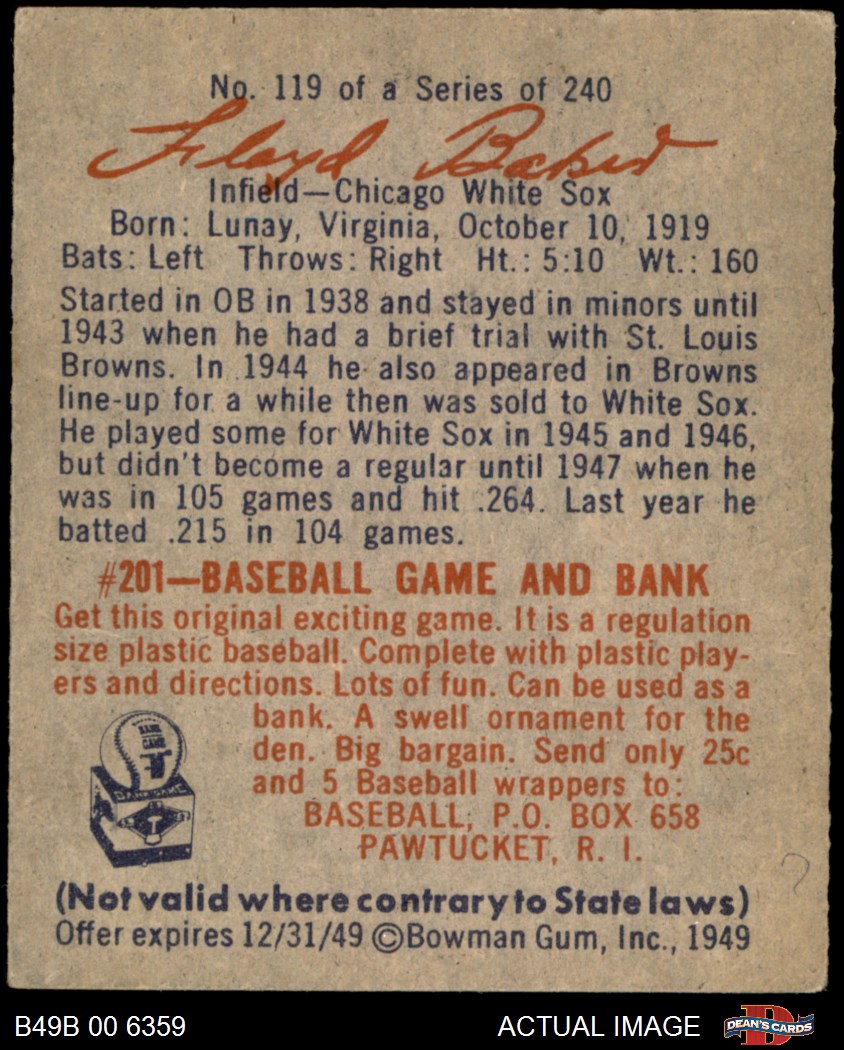 No. 119 of a Series of 240
Floyd Baker
Infield—Chicago White Sox
Born: Lunay, Virginia, October 10, 1919
Bats: Left Throws: Right Ht.: 5:10 Wt.: 160
Started in OB in 1938 and stayed in minors until
1943 when he had a brief trial with St. Louis
Browns. In 1944 he also appeared in Browns
line-up for a while then was sold to White Sox.
He played some for White Sox in 1945 and 1946,
but didn't become a regular until 1947 when he
was in 105 games and hit .264. Last year he
batted .215 in 104 games.
#201—BASEBALL GAME AND BANK
Get this original exciting game. It is a regulation
size plastic baseball. Complete with plastic play-
ers and directions. Lots of fun. Can be used as a
bank. A swell ornament for the
den. Big bargain. Send only 25c
and 5 Baseball wrappers to:
BASEBALL, P.O. BOX 658
PAWTUCKET, R. I.
BANK GAME
(Not valid where contrary to State laws)
Offer expires 12/31/49 ©Bowman Gum, Inc., 1949
?
B49B 00 6359
ACTUAL IMAGE
DEAN'S CARDS